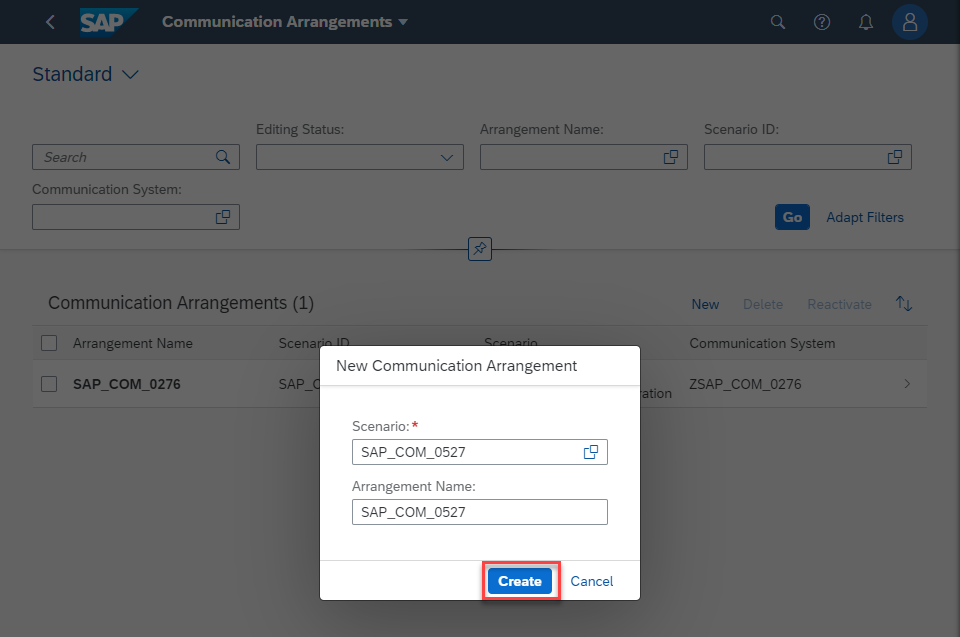 SAP Communication Arrangements
Standard
Editing Status: Arrangement Name: Scenario ID:
Search
Communication System:
Go Adapt Filters
Communication Arrangements (1) New Delete Reactivate
Arrangement Name Scenario ID Scenario Communication System
SAP_COM_0276 SAP_C ration ZSAP_COM_0276
New Communication Arrangement
Scenario:*
SAP_COM_0527
Arrangement Name:
SAP_COM_0527
Create Cancel